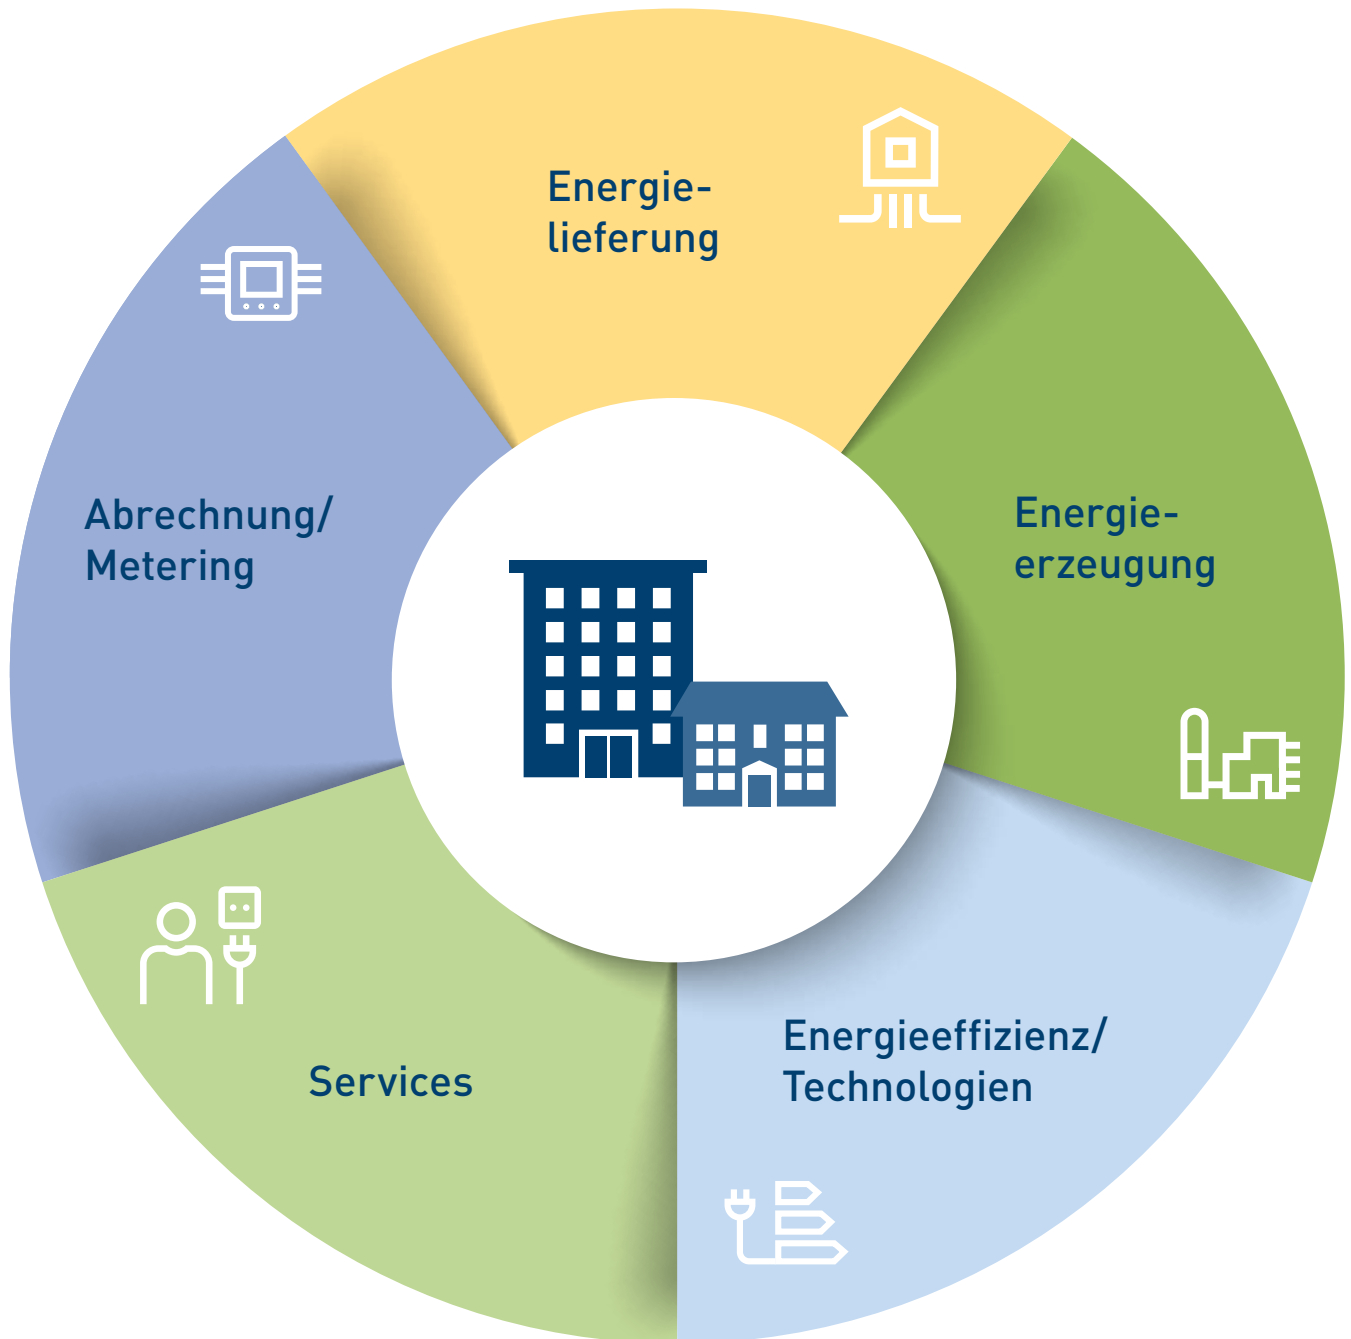 Energie-
lieferung
Abrechnung/
Metering
Energie-
erzeugung
Energieeffizienz/
Technologien
Services